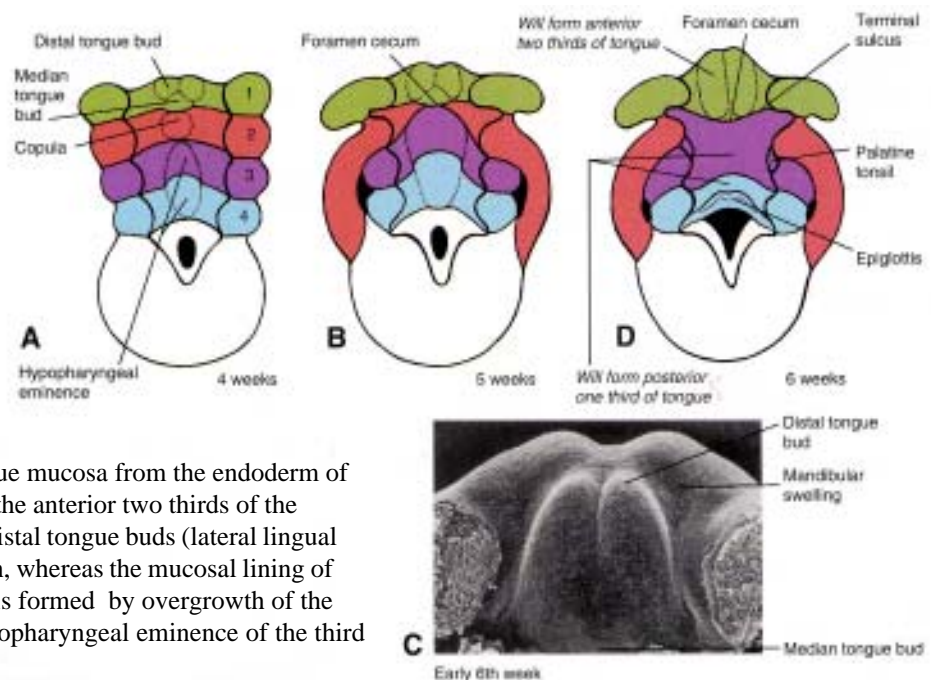 Distal tongue bud
Median
tongue
bud
Copula
1
2
3
4
A
Hypopharyngeal
eminence
4 weeks
Foramen cecum
B
5 weeks
Will form anterior
two thirds of tongue
Foramen cecum
Terminal
sulcus
Palatine
tonsil
Epiglottis
D
Will form posterior
one third of tongue
6 weeks
Distal tongue
bud
Mandibular
swelling
C
Median tongue bud
Early 6th week
ue mucosa from the endoderm of
the anterior two thirds of the
istal tongue buds (lateral lingual
, whereas the mucosal lining of
s formed by overgrowth of the
opharyngeal eminence of the third